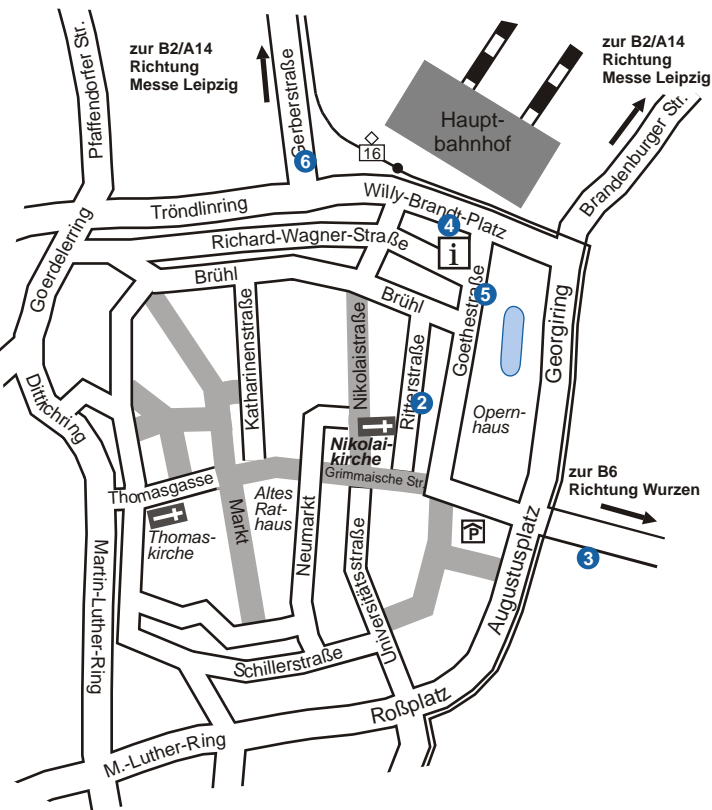 zur B2/A14
Richtung
Messe Leipzig
zur B2/A14
Richtung
Messe Leipzig
Pfaffendorfer Str.
Gerberstraße
Haupt-
bahnhof
Brandenburger Str.
16
6
Willy-Brandt-Platz
Tröndlinring
4
Richard-Wagner-Straße
i
Goerdelerring
Brühl
Brühl
5
Goethestraße
Georgiring
Katharinenstraße
Nikolaistraße
Ritterstraße
2
Dittrichring
Opern-
haus
Nikolai-
kirche
Grimmaische Str.
zur B6
Richtung Wurzen
Thomasgasse
Markt
Altes
Rat-
haus
Neumarkt
Thomas-
kirche
P
Augustusplatz
3
Universitätsstraße
Martin-Luther-Ring
Schillerstraße
Roßplatz
M.-Luther-Ring